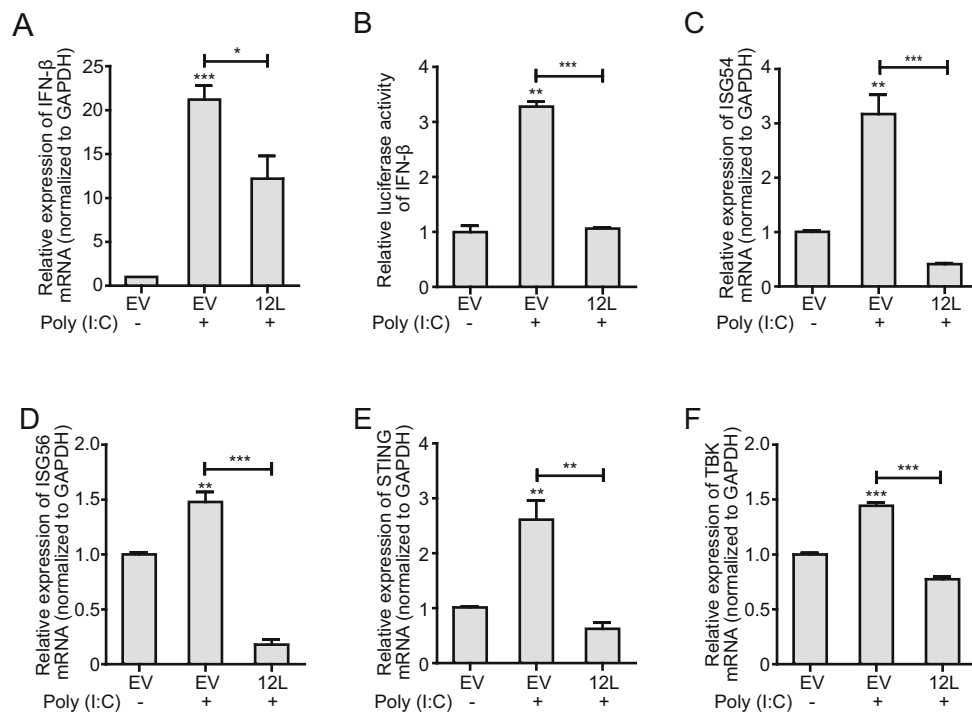 A
Relative expression of IFN-β
mRNA (normalized to GAPDH)
25
20
15
10
5
0
***
*
EV EV 12L
Poly (I:C) - + +
B
Relative luciferase activity
of IFN-β
4
3
2
1
0
**
***
EV EV 12L
Poly (I:C) - + +
C
Relative expression of ISG54
mRNA (normalized to GAPDH)
4
3
2
1
0
**
***
EV EV 12L
Poly (I:C) - + +
D
Relative expression of ISG56
mRNA (normalized to GAPDH)
2.0
1.5
1.0
0.5
0
**
***
EV EV 12L
Poly (I:C) - + +
E
Relative expression of STING
mRNA (normalized to GAPDH)
4
3
2
1
0
**
**
EV EV 12L
Poly (I:C) - + +
F
Relative expression of TBK
mRNA (normalized to GAPDH)
2.0
1.5
1.0
0.5
0
***
***
EV EV 12L
Poly (I:C) - + +